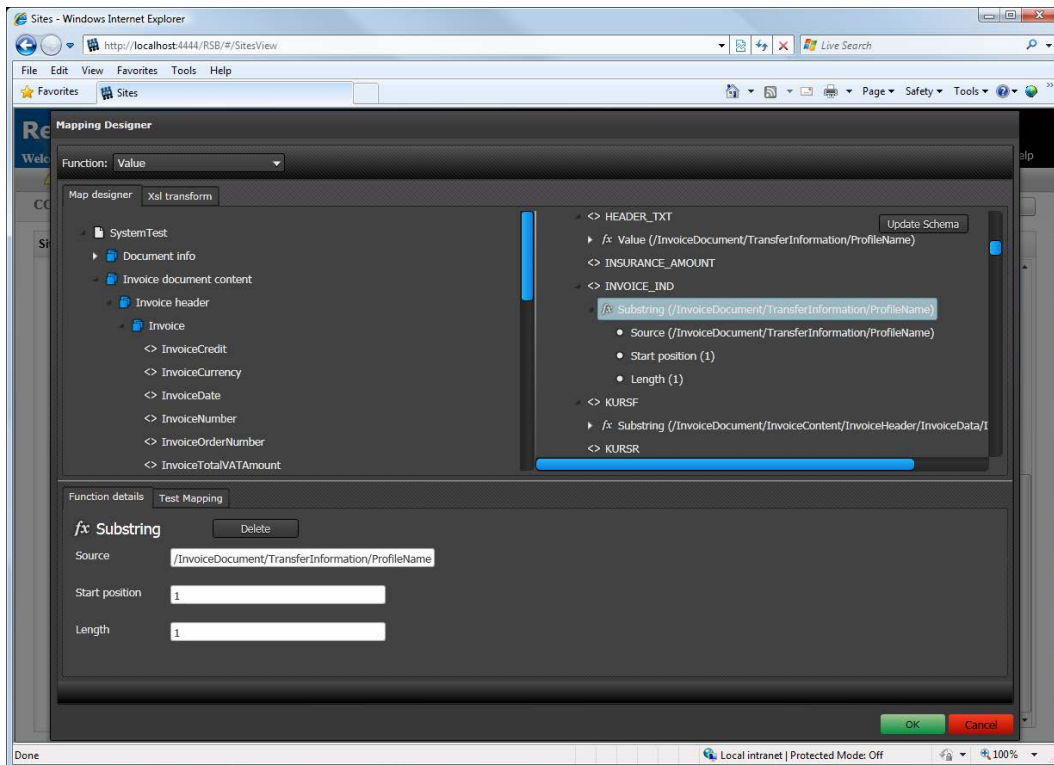 Sites - Windows Internet Explorer
http://localhost:4444/RSB/#/SitesView
Live Search
File Edit View Favorites Tools Help
Favorites Sites Page Safety Tools
Mapping Designer
Function: Value
Map designer Xsl transform
SystemTest
Document info
Invoice document content
Invoice header
Invoice
<> InvoiceCredit
<> InvoiceCurrency
<> InvoiceDate
<> InvoiceNumber
<> InvoiceOrderNumber
<> InvoiceTotalVATAmount
<> HEADER_TXT
Update Schema
fx Value (/InvoiceDocument/TransferInformation/ProfileName)
<> INSURANCE_AMOUNT
<> INVOICE_IND
fx Substring (/InvoiceDocument/TransferInformation/ProfileName)
• Source (/InvoiceDocument/TransferInformation/ProfileName)
• Start position (1)
• Length (1)
<> KURSF
fx Substring (/InvoiceDocument/InvoiceContent/InvoiceHeader/InvoiceData/I
<> KURSR
Function details Test Mapping
fx Substring Delete
Source /InvoiceDocument/TransferInformation/ProfileName
Start position 1
Length 1
OK Cancel
Done Local intranet | Protected Mode: Off 100%